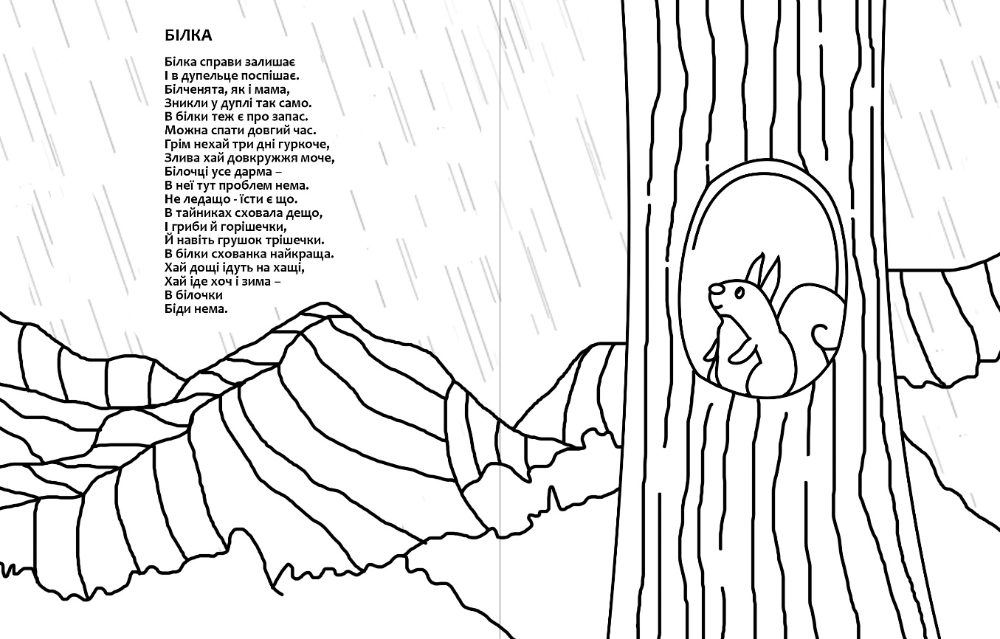 БІЛКА
Білка справи залишає
І в дупельце поспішає.
Білченята, як і мама,
Зникли у дуплі так само.
В білки теж є про запас.
Можна спати довгий час.
Грім нехай три дні гуркоче,
Злива хай довкружжя моче,
Білочці усе дарма –
В неї тут проблем нема.
Не ледащо - їсти є що.
В тайниках сховала дещо,
І гриби й горішечки,
Й навіть грушок трішечки.
В білки схованка найкраща.
Хай дощі ідуть на хащі,
Хай іде хоч і зима –
В білочки
Біди нема.